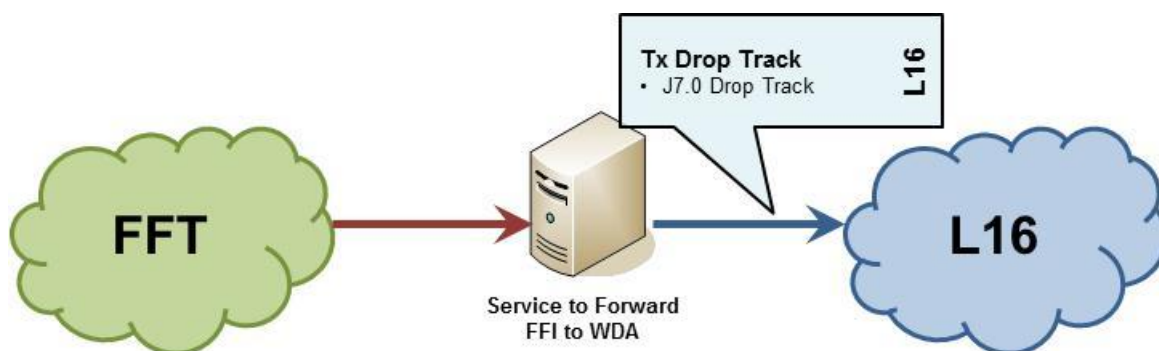 Tx Drop Track
• J7.0 Drop Track
L16
FFT
L16
Service to Forward
FFI to WDA